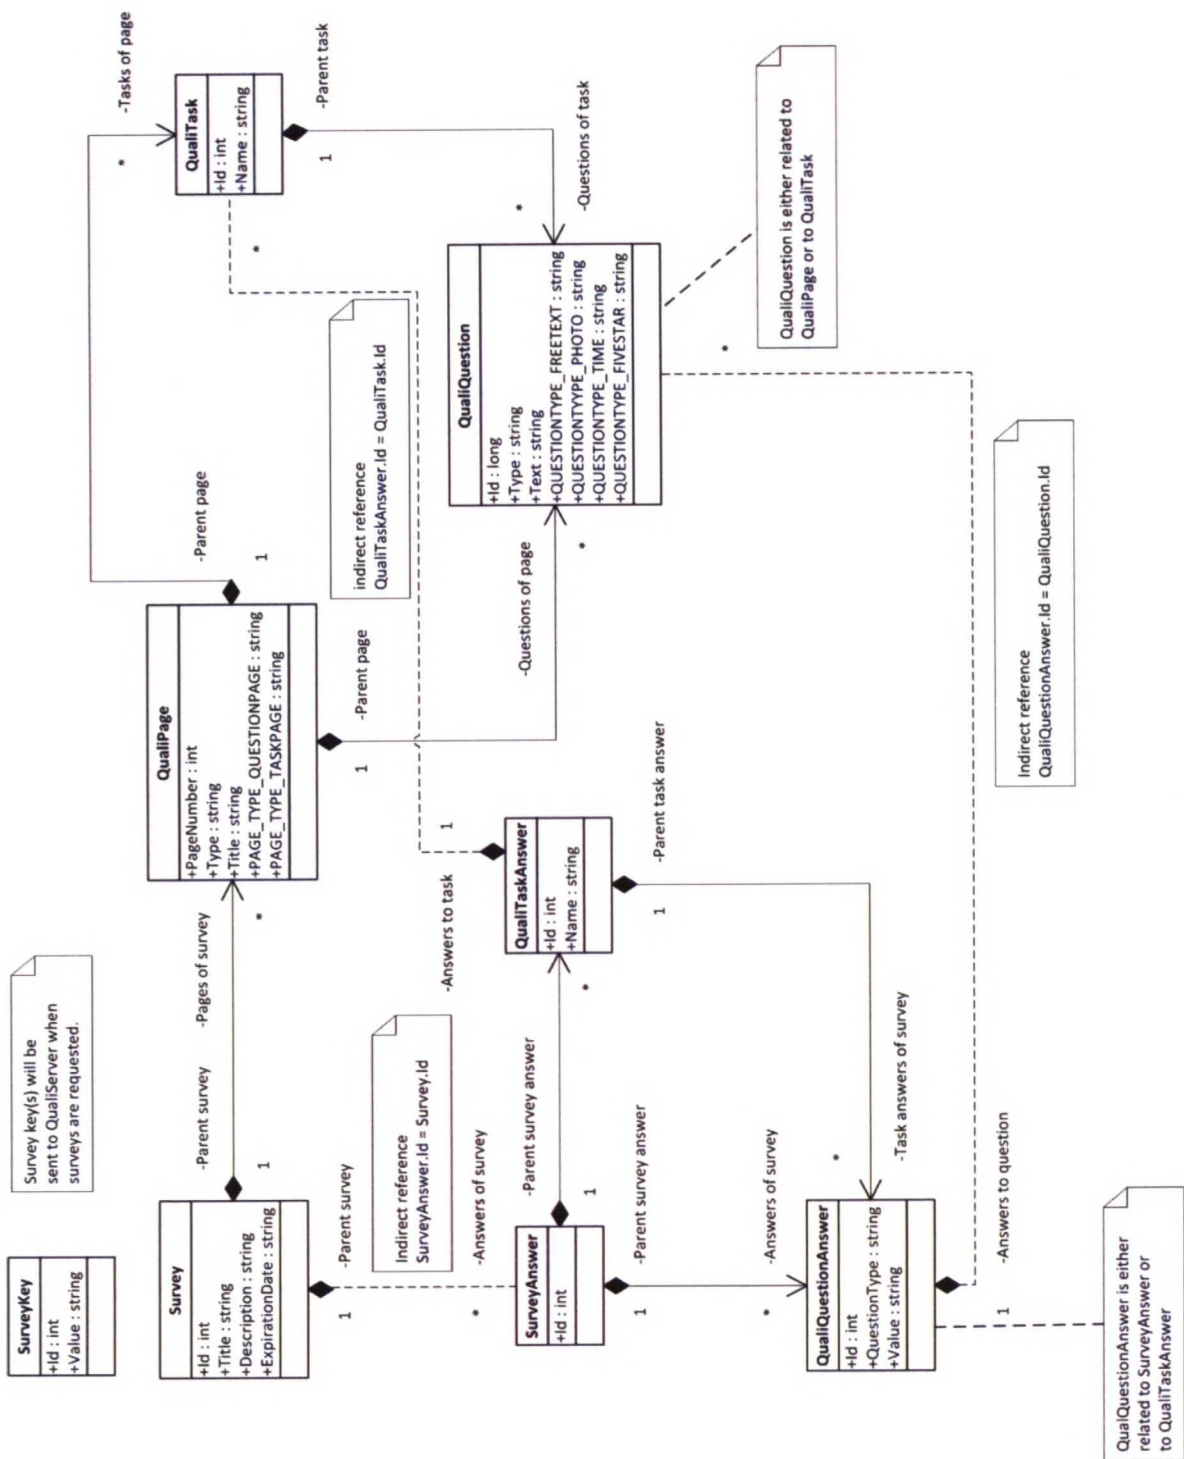 -Tasks of page
*
QualiTask
+Id : int
+Name : string
-Parent task
1
*
-Questions of task
QualiQuestion
+Id : long
+Type : string
+Text : string
+QUESTIONTYPE_FREETEXT : string
+QUESTIONTYYPE_PHOTO : string
+QUESTIONTYPE_TIME : string
+QUESTIONTYPE_FIVESTAR : string
QualiQuestion is either related to
QualiPage or to QualiTask
*
*
indirect reference
QualiTaskAnswer.Id = QualiTask.Id
-Parent page
1
QualiPage
+PageNumber : int
+Type : string
+Title : string
+PAGE_TYPE_QUESTIONPAGE : string
+PAGE_TYPE_TASKPAGE : string
-Parent page
1
-Questions of page
*
Indirect reference
QualiQuestionAnswer.Id = QualiQuestion.Id
Survey key(s) will be
sent to QualiServer when
surveys are requested.
-Pages of survey
*
-Parent survey
1
-Answers to task
1
QualiTaskAnswer
+Id : int
+Name : string
-Parent task answer
1
*
Indirect reference
SurveyAnswer.Id = Survey.Id
-Parent survey answer
1
SurveyKey
+Id : int
+Value : string
Survey
+Id : int
+Title : string
+Description : string
+ExpirationDate : string
-Parent survey
1
-Answers of survey
*
SurveyAnswer
+Id : int
-Parent survey answer
1
-Answers of survey
*
*
-Task answers of survey
QualiQuestionAnswer
+Id : int
+QuestionType : string
+Value : string
-Answers to question
1
QualQuestionAnswer is either
related to SurveyAnswer or
to QualiTaskAnswer